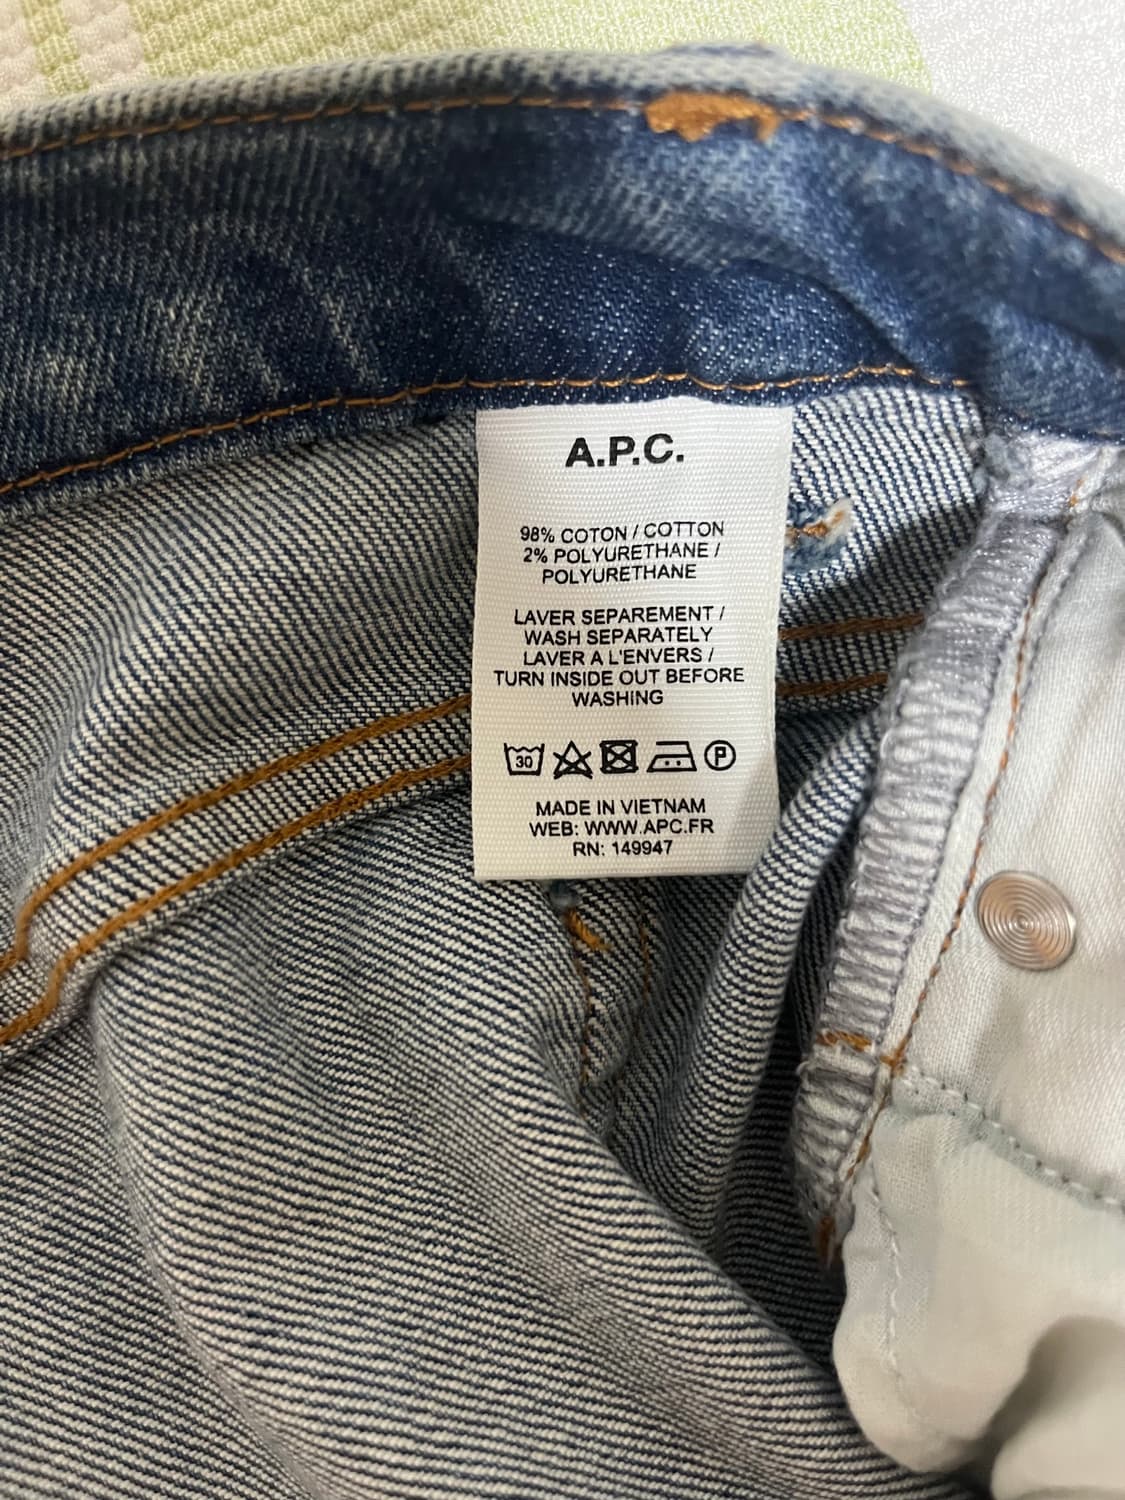 A.P.C.
98% COTON / COTTON
2% POLYURETHANE /
POLYURETHANE
LAVER SEPAREMENT /
WASH SEPARATELY
LAVER A L'ENVERS /
TURN INSIDE OUT BEFORE
WASHING
30 P
MADE IN VIETNAM
WEB: WWW.APC.FR
RN: 149947